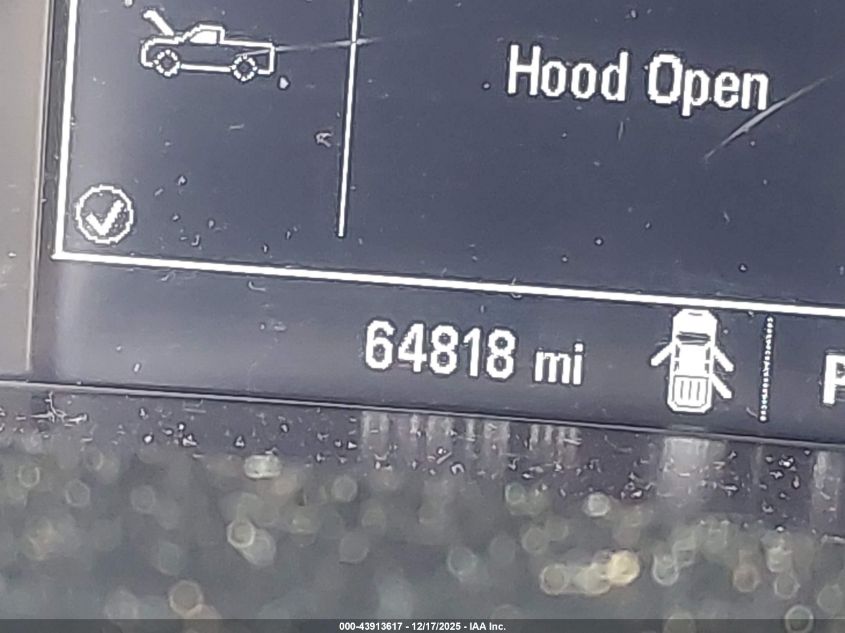 Hood Open
64818 mi
P
000-43913617 - 12/17/2025 - IAA Inc.